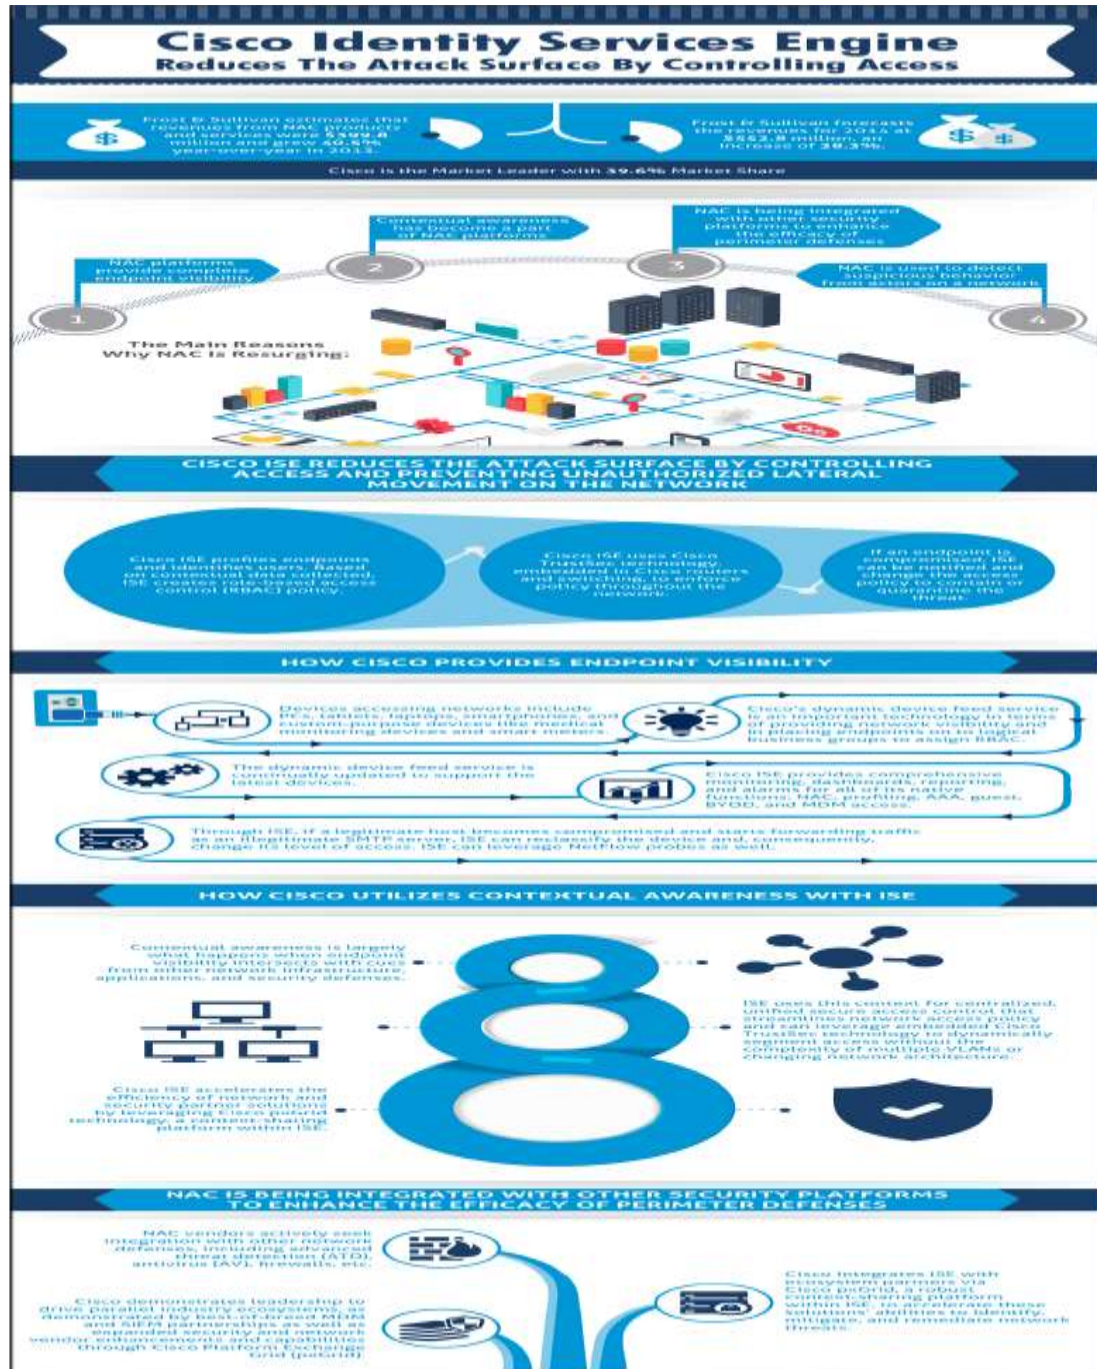 Cisco Identity Services Engine
Reduces The Attack Surface By Controlling Access
Frost & Sullivan estimates that
revenues from NAC products
and services were $399.8
million and grew 40.6%
year-over-year in 2013.
Frost & Sullivan forecasts
the revenues for 2014 at
million, an
increase of
Cisco is the Market Leader with 39.6% Market Share
1
NAC platforms
provide complete
endpoint visibility
2
Contextual awareness
has become a part
of NAC platforms
3
NAC is being integrated
with other security
platforms to enhance
the efficacy of
perimeter defenses
4
NAC is used to detect
suspicious behavior
from actors on a network
The Main Reasons
Why NAC Is Resurging:
CISCO ISE REDUCES THE ATTACK SURFACE BY CONTROLLING
ACCESS AND PREVENTING UNAUTHORIZED LATERAL
MOVEMENT ON THE NETWORK
Cisco ISE profiles endpoints
and identifies users. Based
on contextual data collected,
ISE creates role-based access
control (RBAC) policy.
Cisco ISE uses Cisco
TrustSec technology,
embedded in Cisco routers
and switching, to enforce
policy throughout the
network.
If an endpoint is
compromised, ISE
can be notified and
change the access
policy to contain or
quarantine the
threat.
HOW CISCO PROVIDES ENDPOINT VISIBILITY
Devices accessing networks include
PCs, tablets, laptops, smartphones, and
custom-purpose devices like medical
monitoring devices and smart meters.
Cisco's dynamic device feed service
is an important technology in terms
of providing network visibility and
in placing endpoints on to logical
business groups to assign RBAC.
The dynamic device feed service is
continually updated to support the
latest devices.
Cisco ISE provides comprehensive
monitoring, dashboards, reporting,
and alarms for all of its native
functions, NAC, profiling, AAA, guest,
BYOD, and MDM access.
Through ISE, if a legitimate host becomes compromised and starts forwarding traffic
as an illegitimate SMTP server, ISE can reclassify the device and, consequently,
change its level of access. ISE can leverage NetFlow probes as well.
HOW CISCO UTILIZES CONTEXTUAL AWARENESS WITH ISE
Contextual awareness is largely
what happens when endpoint
visibility intersects with cues
from other network infrastructure,
applications, and security defenses.
ISE uses this context for centralized,
unified secure access control that
streamlines network access policy
and can leverage embedded Cisco
TrustSec technology to dynamically
segment access without the
complexity of multiple VLANs or
changing network architecture.
Cisco ISE accelerates the
efficiency of network and
security partner solutions
by leveraging Cisco pxGrid
technology, a context-sharing
platform within ISE.
NAC IS BEING INTEGRATED WITH OTHER SECURITY PLATFORMS
TO ENHANCE THE EFFICACY OF PERIMETER DEFENSES
NAC vendors actively seek
integration with other network
defenses, including advanced
threat detection (ATD),
antivirus (AV), firewalls, etc.
Cisco integrates ISE with
ecosystem partners via
Cisco pxGrid, a robust
context-sharing platform
within ISE, to accelerate these
solutions' abilities to identify,
mitigate, and remediate network
threats.
Cisco demonstrates leadership to
drive parallel industry ecosystems, as
demonstrated by best-of-breed MDM
and SIEM partnerships as well as
expanded security and network
vendor enhancements and capabilities
through Cisco Platform Exchange
Grid (pxGrid).